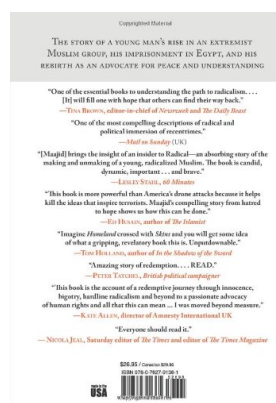 Copyrighted Material
THE STORY OF A YOUNG MAN'S RISE IN AN EXTREMIST
MUSLIM GROUP, HIS IMPRISONMENT IN EGYPT, AND HIS
REBIRTH AS AN ADVOCATE FOR PEACE AND UNDERSTANDING
"One of the essential books to understanding the path to radicalism. . . .
[It] will fill one with hope that others can find their way back."
—TINA BROWN, editor-in-chief of Newsweek and The Daily Beast
"One of the most compelling descriptions of radical and
political immersion of recent times."
—Mail on Sunday (UK)
"[Maajid] brings the insight of an insider to Radical—an absorbing story of the
making and unmaking of a young, radicalized Muslim. The book is candid,
dynamic, important . . . and brave."
—LESLEY STAHL, 60 Minutes
"This book is more powerful than America's drone attacks because it helps
kill the ideas that inspire terrorists. Maajid's compelling story from hatred
to hope shows us how this can be done."
—ED HUSAIN, author of The Islamist
"Imagine Homeland crossed with Skins and you will get some idea
of what a gripping, revelatory book this is. Unputdownable."
—TOM HOLLAND, author of In the Shadow of the Sword
"Amazing story of redemption. . . . READ."
—PETER TATCHEL, British political campaigner
"This book is the account of a redemptive journey through innocence,
bigotry, hardline radicalism and beyond to a passionate advocacy
of human rights and all that this can mean ... I was moved beyond measure."
—KATE ALLEN, director of Amnesty International UK
"Everyone should read it."
— NICOLA JEAL, Saturday editor of The Times and editor of The Times Magazine
$26.95 / Canadian $29.95
ISBN 978-0-7627-9136-1
USA